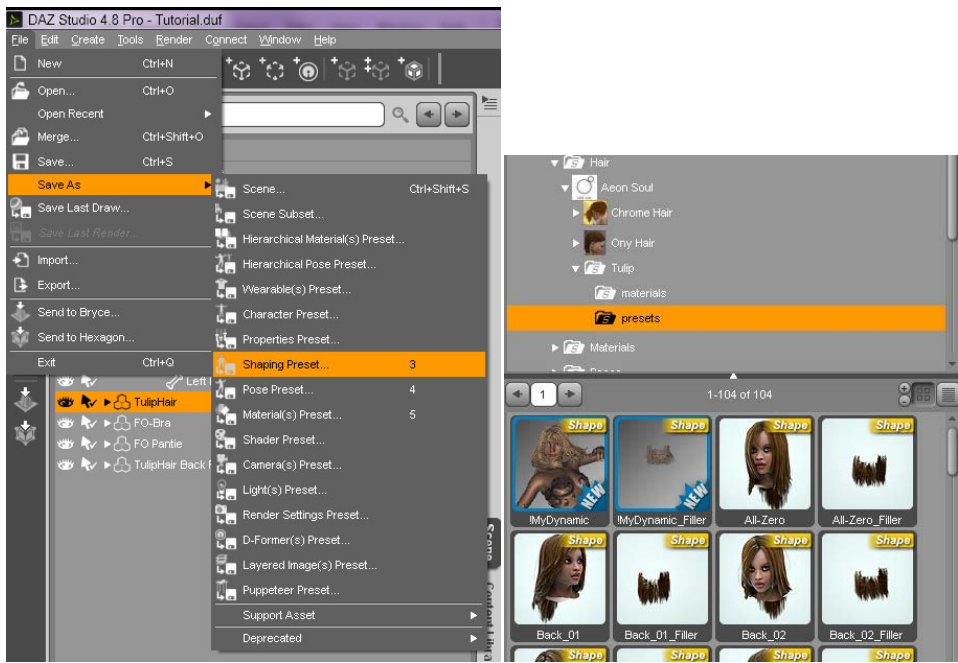 DAZ Studio 4.8 Pro - Tutorial.duf
File Edit Create Tools Render Connect Window Help
New Ctrl+N
Open... Ctrl+O
Open Recent
Merge... Ctrl+Shift+O
Save... Ctrl+S
Save As
Save Last Draw...
Save Last Render...
Import...
Export...
Send to Bryce...
Send to Hexagon...
Exit Ctrl+Q
Scene... Ctrl+Shift+S
Scene Subset...
Hierarchical Material(s) Preset...
Hierarchical Pose Preset...
Wearable(s) Preset...
Character Preset...
Properties Preset...
Shaping Preset... 3
Pose Preset... 4
Material(s) Preset... 5
Shader Preset...
Camera(s) Preset...
Light(s) Preset...
Render Settings Preset...
D-Former(s) Preset...
Layered Image(s) Preset...
Puppeteer Preset...
Support Asset
Deprecated
Left
TulipHair
FO-Bra
FO Pantie
TulipHair Back
Scene
Content Libra
Hair
Aeon Soul
Chrome Hair
Ony Hair
Tulip
materials
presets
Materials
1 1-104 of 104
Shape Shape Shape Shape
NEW NEW
!MyDynamic !MyDynamic_Filler All-Zero All-Zero_Filler
Shape Shape Shape Shape
Back_01 Back_01_Filler Back_02 Back_02_Filler
Shape Shape Shape Shape